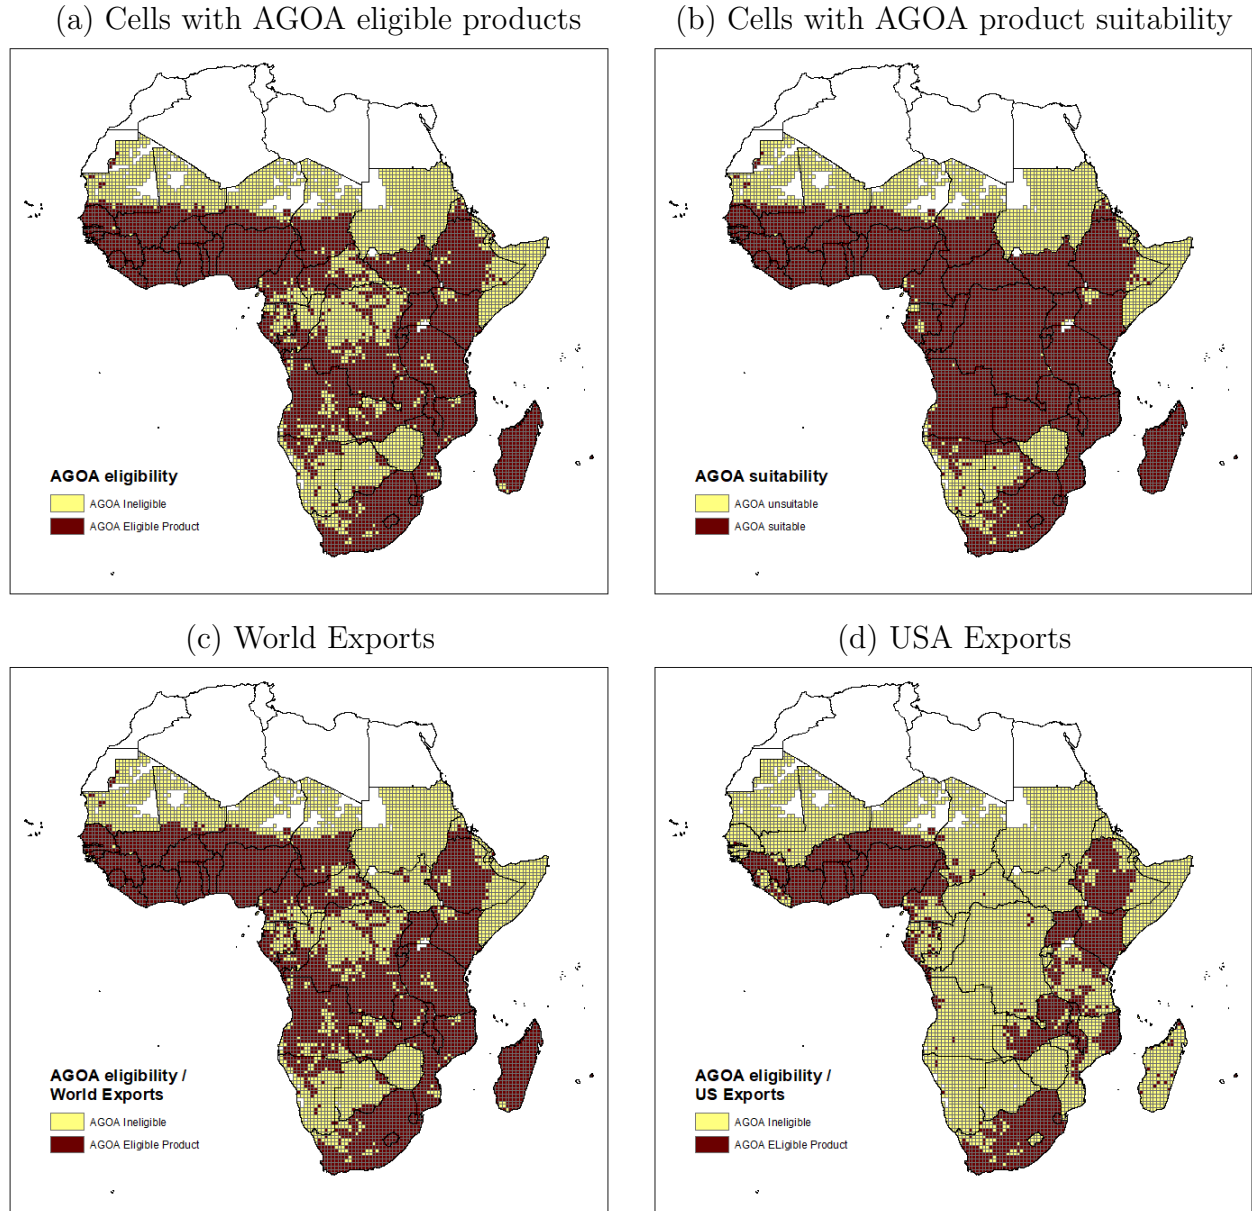 (a) Cells with AGOA eligible products
(b) Cells with AGOA product suitability
AGOA eligibility
AGOA Ineligible
AGOA Eligible Product
AGOA suitability
AGOA unsuitable
AGOA suitable
(c) World Exports
(d) USA Exports
AGOA eligibility /
World Exports
AGOA Ineligible
AGOA Eligible Product
AGOA eligibility /
US Exports
AGOA Ineligible
AGOA ELigible Product